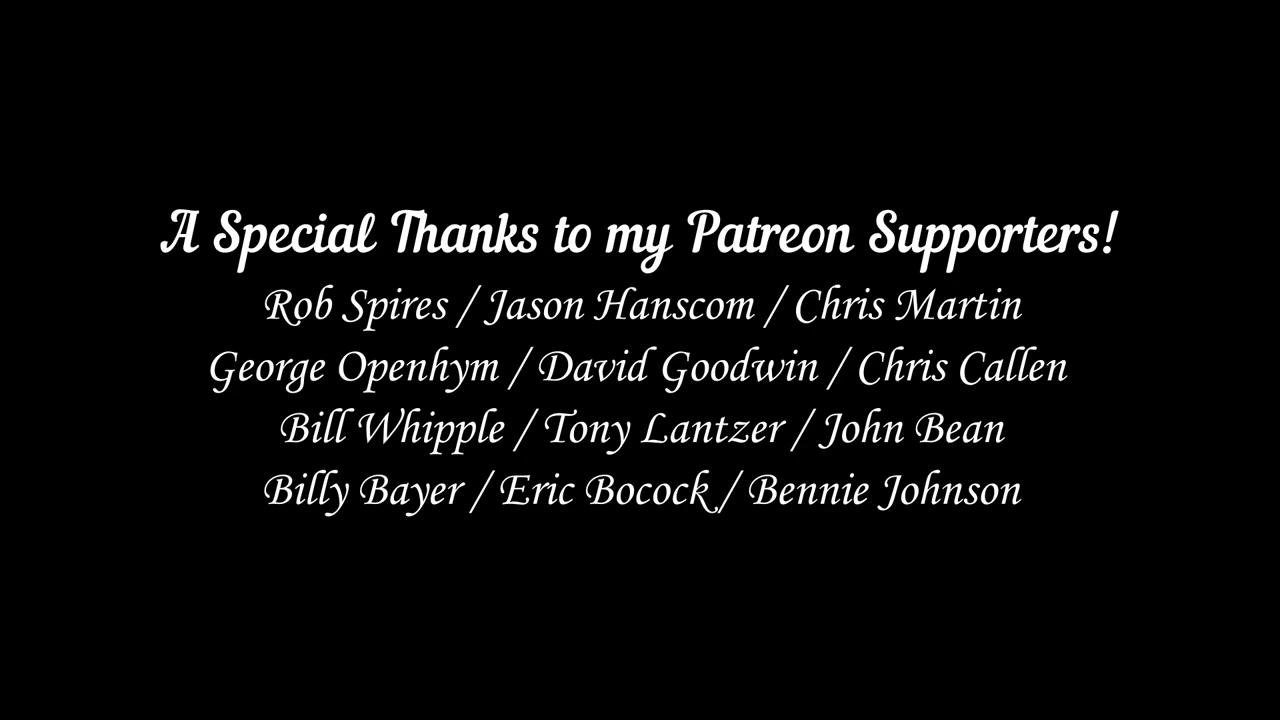 A Special Thanks to my Patreon Supporters!
Rob Spires / Jason Hanscom / Chris Martin
George Openhym / David Goodwin / Chris Callen
Bill Whipple / Tony Lantzer / John Bean
Billy Bayer / Eric Bocock / Bennie Johnson